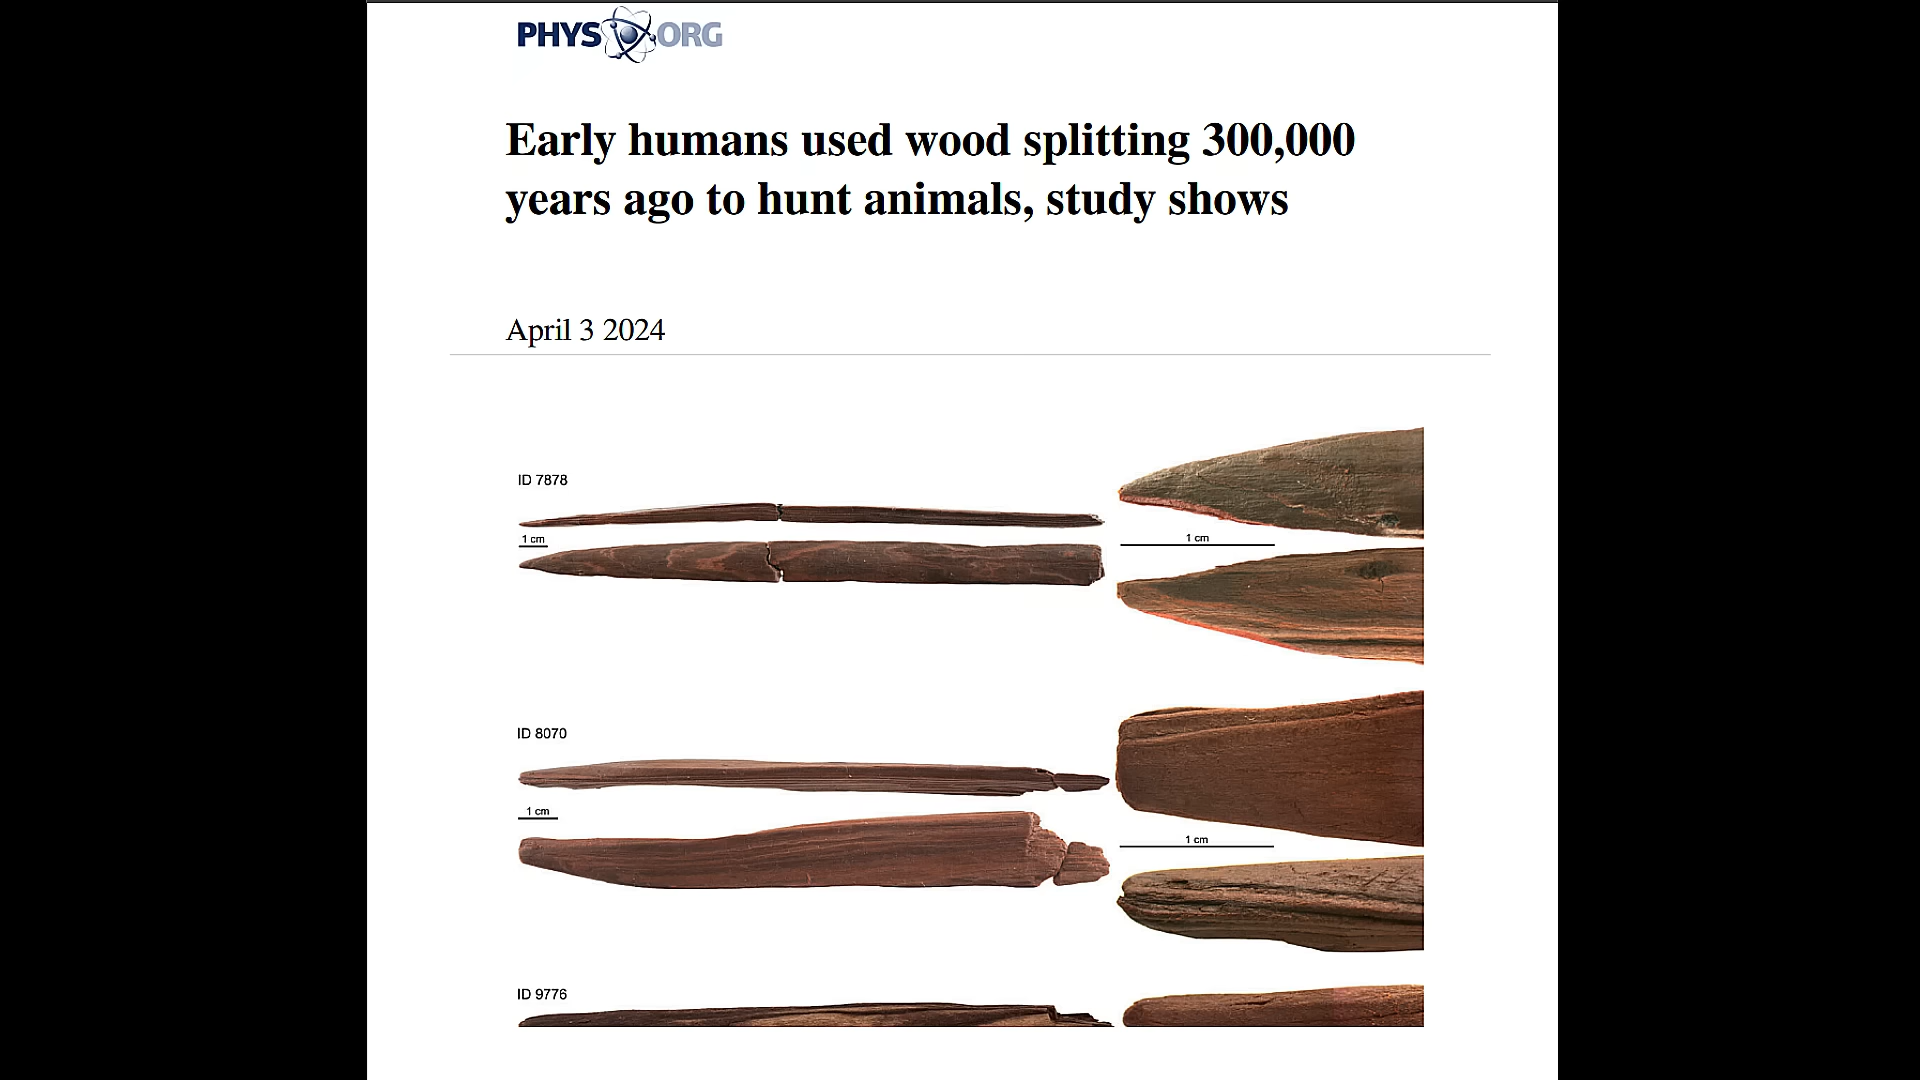 PHYS ORG
Early humans used wood splitting 300,000
years ago to hunt animals, study shows
April 3 2024
ID 7878
1 cm
1 cm
ID 8070
1 cm
1 cm
ID 9776